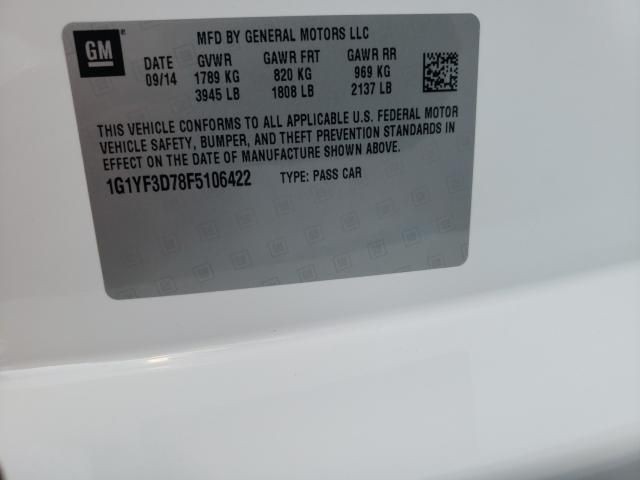 GM
MFD BY GENERAL MOTORS LLC
DATE GVWR GAWR FRT GAWR RR
09/14 1789 KG 820 KG 969 KG
3945 LB 1808 LB 2137 LB
THIS VEHICLE CONFORMS TO ALL APPLICABLE U.S. FEDERAL MOTOR
VEHICLE SAFETY, BUMPER, AND THEFT PREVENTION STANDARDS IN
EFFECT ON THE DATE OF MANUFACTURE SHOWN ABOVE.
1G1YF3D78F5106422 TYPE: PASS CAR